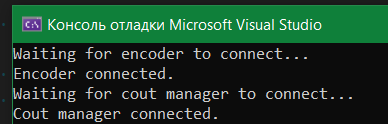 Консоль отладки Microsoft Visual Studio
Waiting for encoder to connect...
Encoder connected.
Waiting for cout manager to connect...
Cout manager connected.